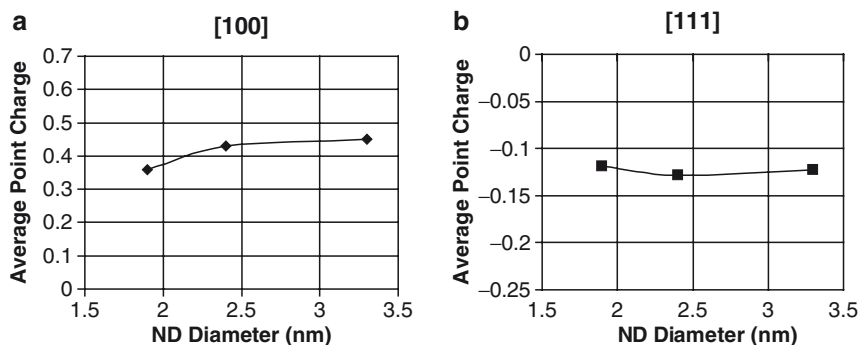 a
[100]
Average Point Charge
0.7
0.6
0.5
0.4
0.3
0.2
0.1
0
1.5 2 2.5 3 3.5
ND Diameter (nm)
b
[111]
Average Point Charge
0
−0.05
−0.1
−0.15
−0.2
−0.25
1.5 2 2.5 3 3.5
ND Diameter (nm)